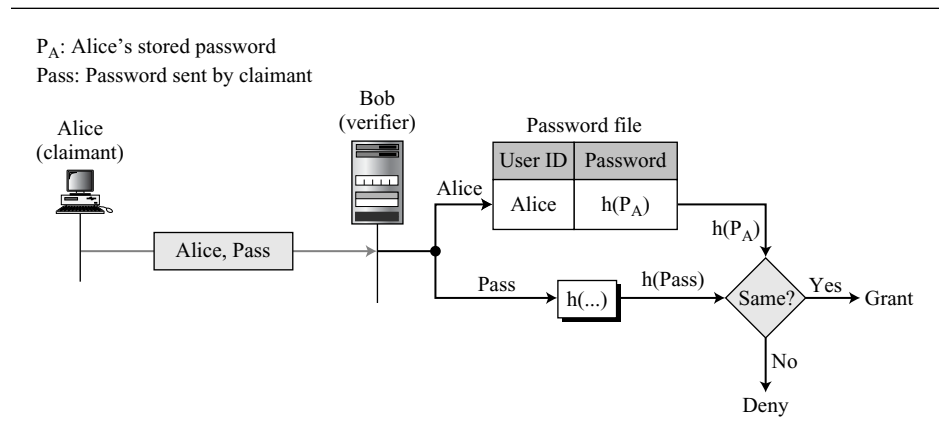 P_A: Alice's stored password
Pass: Password sent by claimant
Alice
(claimant)
Bob
(verifier)
Password file
User ID Password
Alice h(P_A)
Alice
h(P_A)
Alice, Pass
Pass
h(...)
h(Pass)
Same?
Yes
Grant
No
Deny